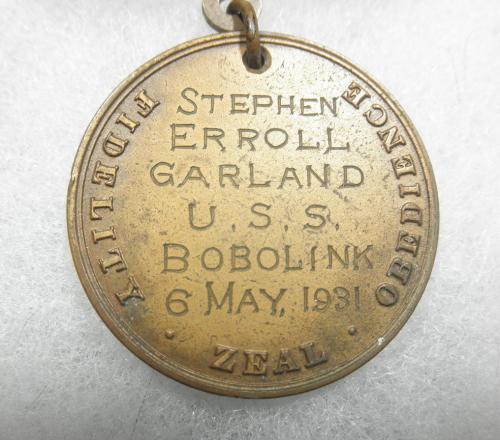 STEPHEN
ERROLL
GARLAND
U.S.S.
BOBOLINK
6 MAY, 1931
FIDELITY
· ZEAL ·
OBEDIENCE